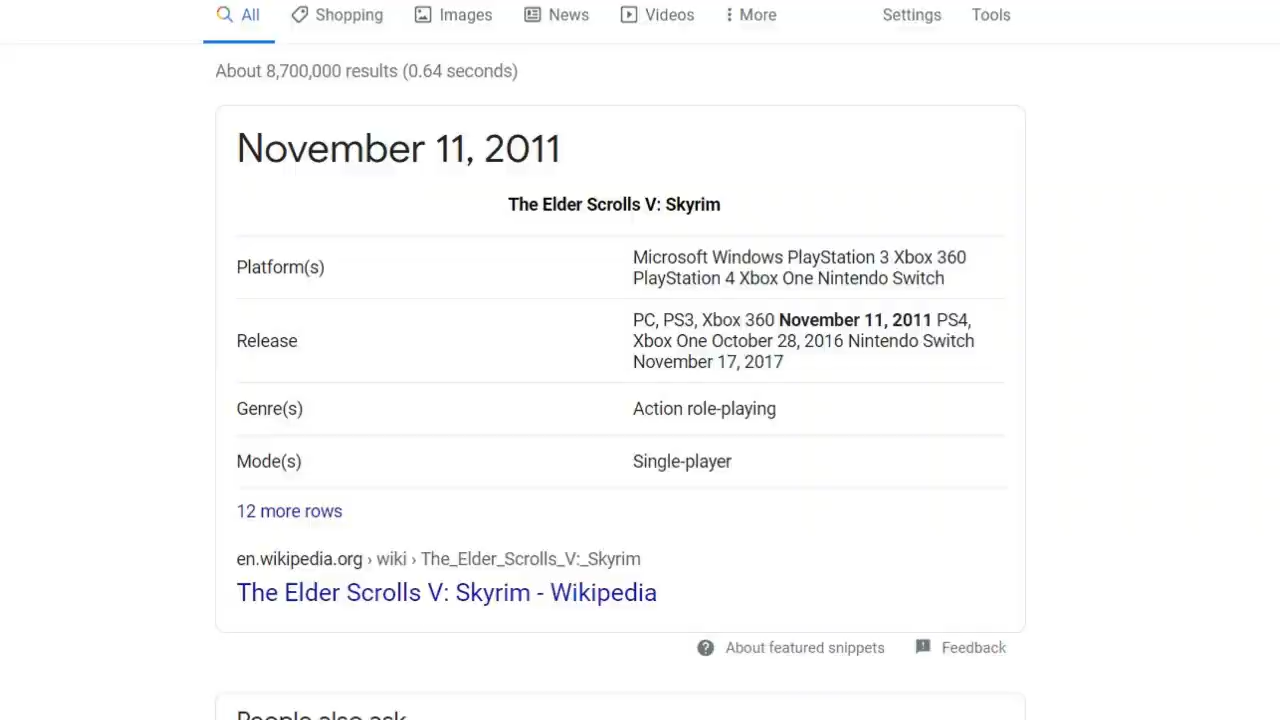 All Shopping Images News Videos More Settings Tools
About 8,700,000 results (0.64 seconds)
November 11, 2011
The Elder Scrolls V: Skyrim
Platform(s)
Microsoft Windows PlayStation 3 Xbox 360
PlayStation 4 Xbox One Nintendo Switch
Release
PC, PS3, Xbox 360 November 11, 2011 PS4,
Xbox One October 28, 2016 Nintendo Switch
November 17, 2017
Genre(s)
Action role-playing
Mode(s)
Single-player
12 more rows
en.wikipedia.org › wiki › The_Elder_Scrolls_V:_Skyrim
The Elder Scrolls V: Skyrim - Wikipedia
About featured snippets Feedback
People also ask